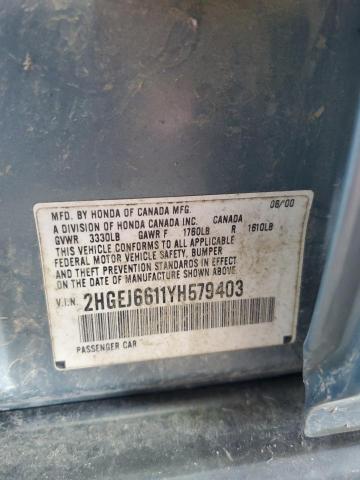 MFD. BY HONDA OF CANADA MFG. 06/00
A DIVISION OF HONDA CANADA INC. CANADA
GVWR 3330LB GAWR F 1760LB R 1610LB
THIS VEHICLE CONFORMS TO ALL APPLICABLE
FEDERAL MOTOR VEHICLE SAFETY, BUMPER
AND THEFT PREVENTION STANDARDS IN EFFECT ON
THE DATE OF MANUFACTURE SHOWN ABOVE.
V.I.N. 2HGEJ6611YH579403
PASSENGER CAR